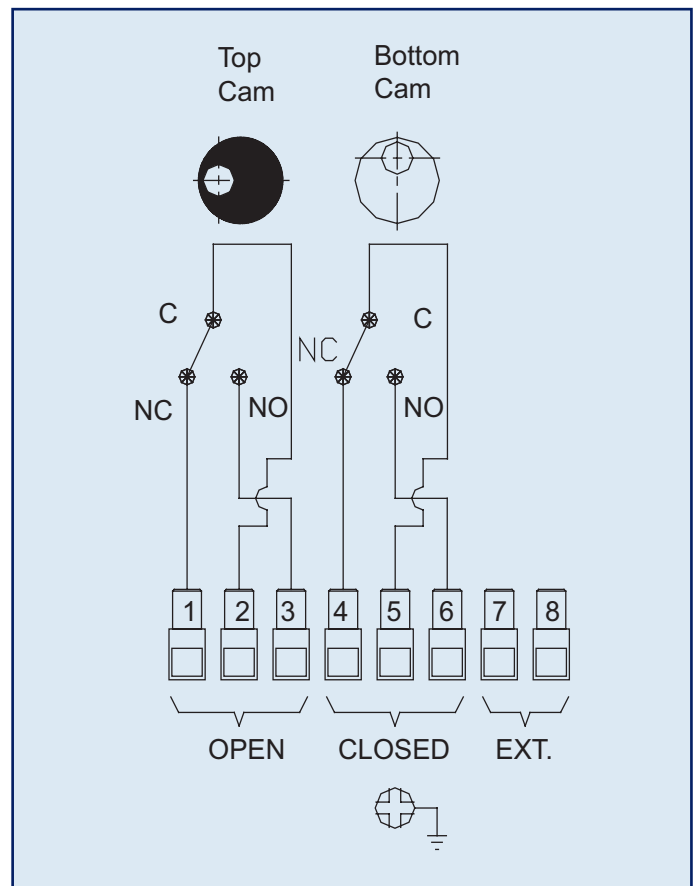 Top
Cam
Bottom
Cam
C
C
NC
NC
NO
NO
1 2 3 4 5 6 7 8
OPEN CLOSED EXT.